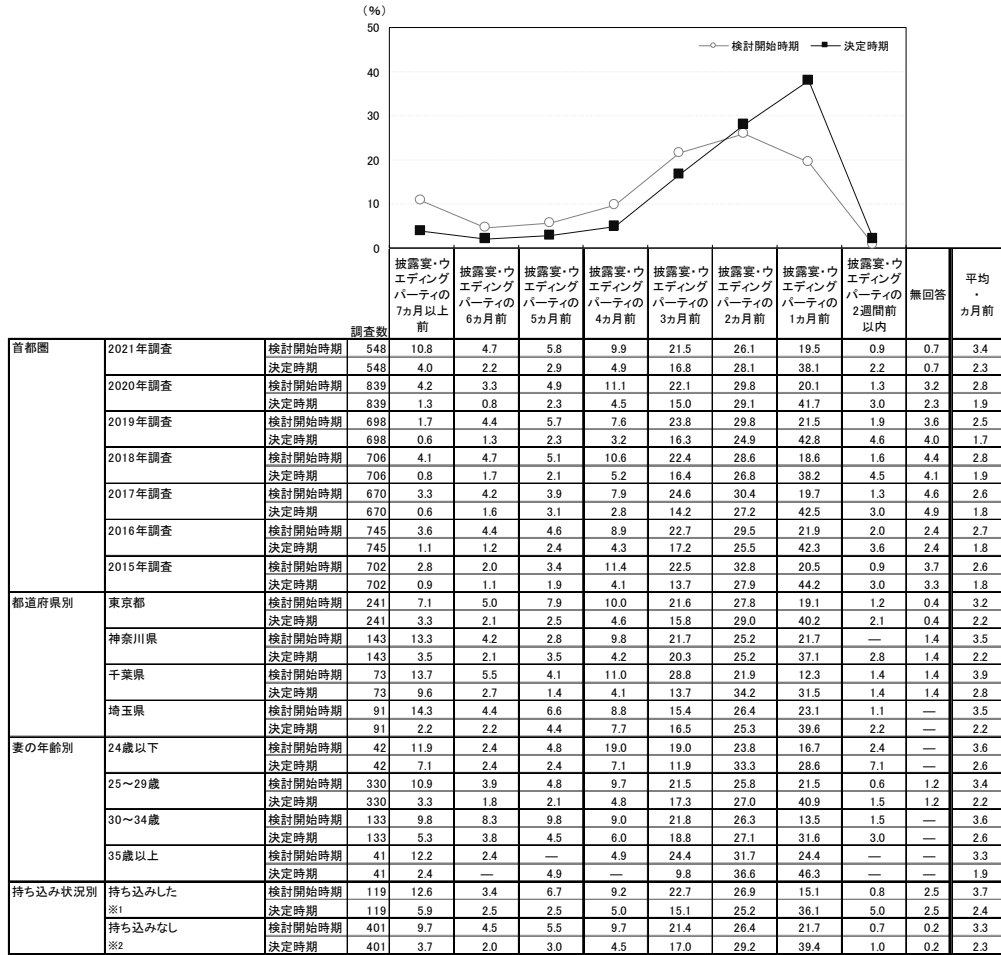 (%)
50
40
30
20
10
0
検討開始時期 決定時期
調査数 披露宴・ウエディングパーティの7ヵ月以上前 披露宴・ウエディングパーティの6ヵ月前 披露宴・ウエディングパーティの5ヵ月前 披露宴・ウエディングパーティの4ヵ月前 披露宴・ウエディングパーティの3ヵ月前 披露宴・ウエディングパーティの2ヵ月前 披露宴・ウエディングパーティの1ヵ月前 披露宴・ウエディングパーティの2週間前以内 無回答 平均・ヵ月前
首都圏 2021年調査 検討開始時期 548 10.8 4.7 5.8 9.9 21.5 26.1 19.5 0.9 0.7 3.4
決定時期 548 4.0 2.2 2.9 4.9 16.8 28.1 38.1 2.2 0.7 2.3
2020年調査 検討開始時期 839 4.2 3.3 4.9 11.1 22.1 29.8 20.1 1.3 3.2 2.8
決定時期 839 1.3 0.8 2.3 4.5 15.0 29.1 41.7 3.0 2.3 1.9
2019年調査 検討開始時期 698 1.7 4.4 5.7 7.6 23.8 29.8 21.5 1.9 3.6 2.5
決定時期 698 0.6 1.3 2.3 3.2 16.3 24.9 42.8 4.6 4.0 1.7
2018年調査 検討開始時期 706 4.1 4.7 5.1 10.6 22.4 28.6 18.6 1.6 4.4 2.8
決定時期 706 0.8 1.7 2.1 5.2 16.4 26.8 38.2 4.5 4.1 1.9
2017年調査 検討開始時期 670 3.3 4.2 3.9 7.9 24.6 30.4 19.7 1.3 4.6 2.6
決定時期 670 0.6 1.6 3.1 2.8 14.2 27.2 42.5 3.0 4.9 1.8
2016年調査 検討開始時期 745 3.6 4.4 4.6 8.9 22.7 29.5 21.9 2.0 2.4 2.7
決定時期 745 1.1 1.2 2.4 4.3 17.2 25.5 42.3 3.6 2.4 1.8
2015年調査 検討開始時期 702 2.8 2.0 3.4 11.4 22.5 32.8 20.5 0.9 3.7 2.6
決定時期 702 0.9 1.1 1.9 4.1 13.7 27.9 44.2 3.0 3.3 1.8
都道府県別 東京都 検討開始時期 241 7.1 5.0 7.9 10.0 21.6 27.8 19.1 1.2 0.4 3.2
決定時期 241 3.3 2.1 2.5 4.6 15.8 29.0 40.2 2.1 0.4 2.2
神奈川県 検討開始時期 143 13.3 4.2 2.8 9.8 21.7 25.2 21.7 — 1.4 3.5
決定時期 143 3.5 2.1 3.5 4.2 20.3 25.2 37.1 2.8 1.4 2.2
千葉県 検討開始時期 73 13.7 5.5 4.1 11.0 28.8 21.9 12.3 1.4 1.4 3.9
決定時期 73 9.6 2.7 1.4 4.1 13.7 34.2 31.5 1.4 1.4 2.8
埼玉県 検討開始時期 91 14.3 4.4 6.6 8.8 15.4 26.4 23.1 1.1 — 3.5
決定時期 91 2.2 2.2 4.4 7.7 16.5 25.3 39.6 2.2 — 2.2
妻の年齢別 24歳以下 検討開始時期 42 11.9 2.4 4.8 19.0 19.0 23.8 16.7 2.4 — 3.6
決定時期 42 7.1 2.4 2.4 7.1 11.9 33.3 28.6 7.1 — 2.6
25～29歳 検討開始時期 330 10.9 3.9 4.8 9.7 21.5 25.8 21.5 0.6 1.2 3.4
決定時期 330 3.3 1.8 2.1 4.8 17.3 27.0 40.9 1.5 1.2 2.2
30～34歳 検討開始時期 133 9.8 8.3 9.8 9.0 21.8 26.3 13.5 1.5 — 3.6
決定時期 133 5.3 3.8 4.5 6.0 18.8 27.1 31.6 3.0 — 2.6
35歳以上 検討開始時期 41 12.2 2.4 — 4.9 24.4 31.7 24.4 — — 3.3
決定時期 41 2.4 — 4.9 — 9.8 36.6 46.3 — — 1.9
持ち込み状況別 持ち込みした 検討開始時期 119 12.6 3.4 6.7 9.2 22.7 26.9 15.1 0.8 2.5 3.7
※1 決定時期 119 5.9 2.5 2.5 5.0 15.1 25.2 36.1 5.0 2.5 2.4
持ち込みなし 検討開始時期 401 9.7 4.5 5.5 9.7 21.4 26.4 21.7 0.7 0.2 3.3
※2 決定時期 401 3.7 2.0 3.0 4.5 17.0 29.2 39.4 1.0 0.2 2.3